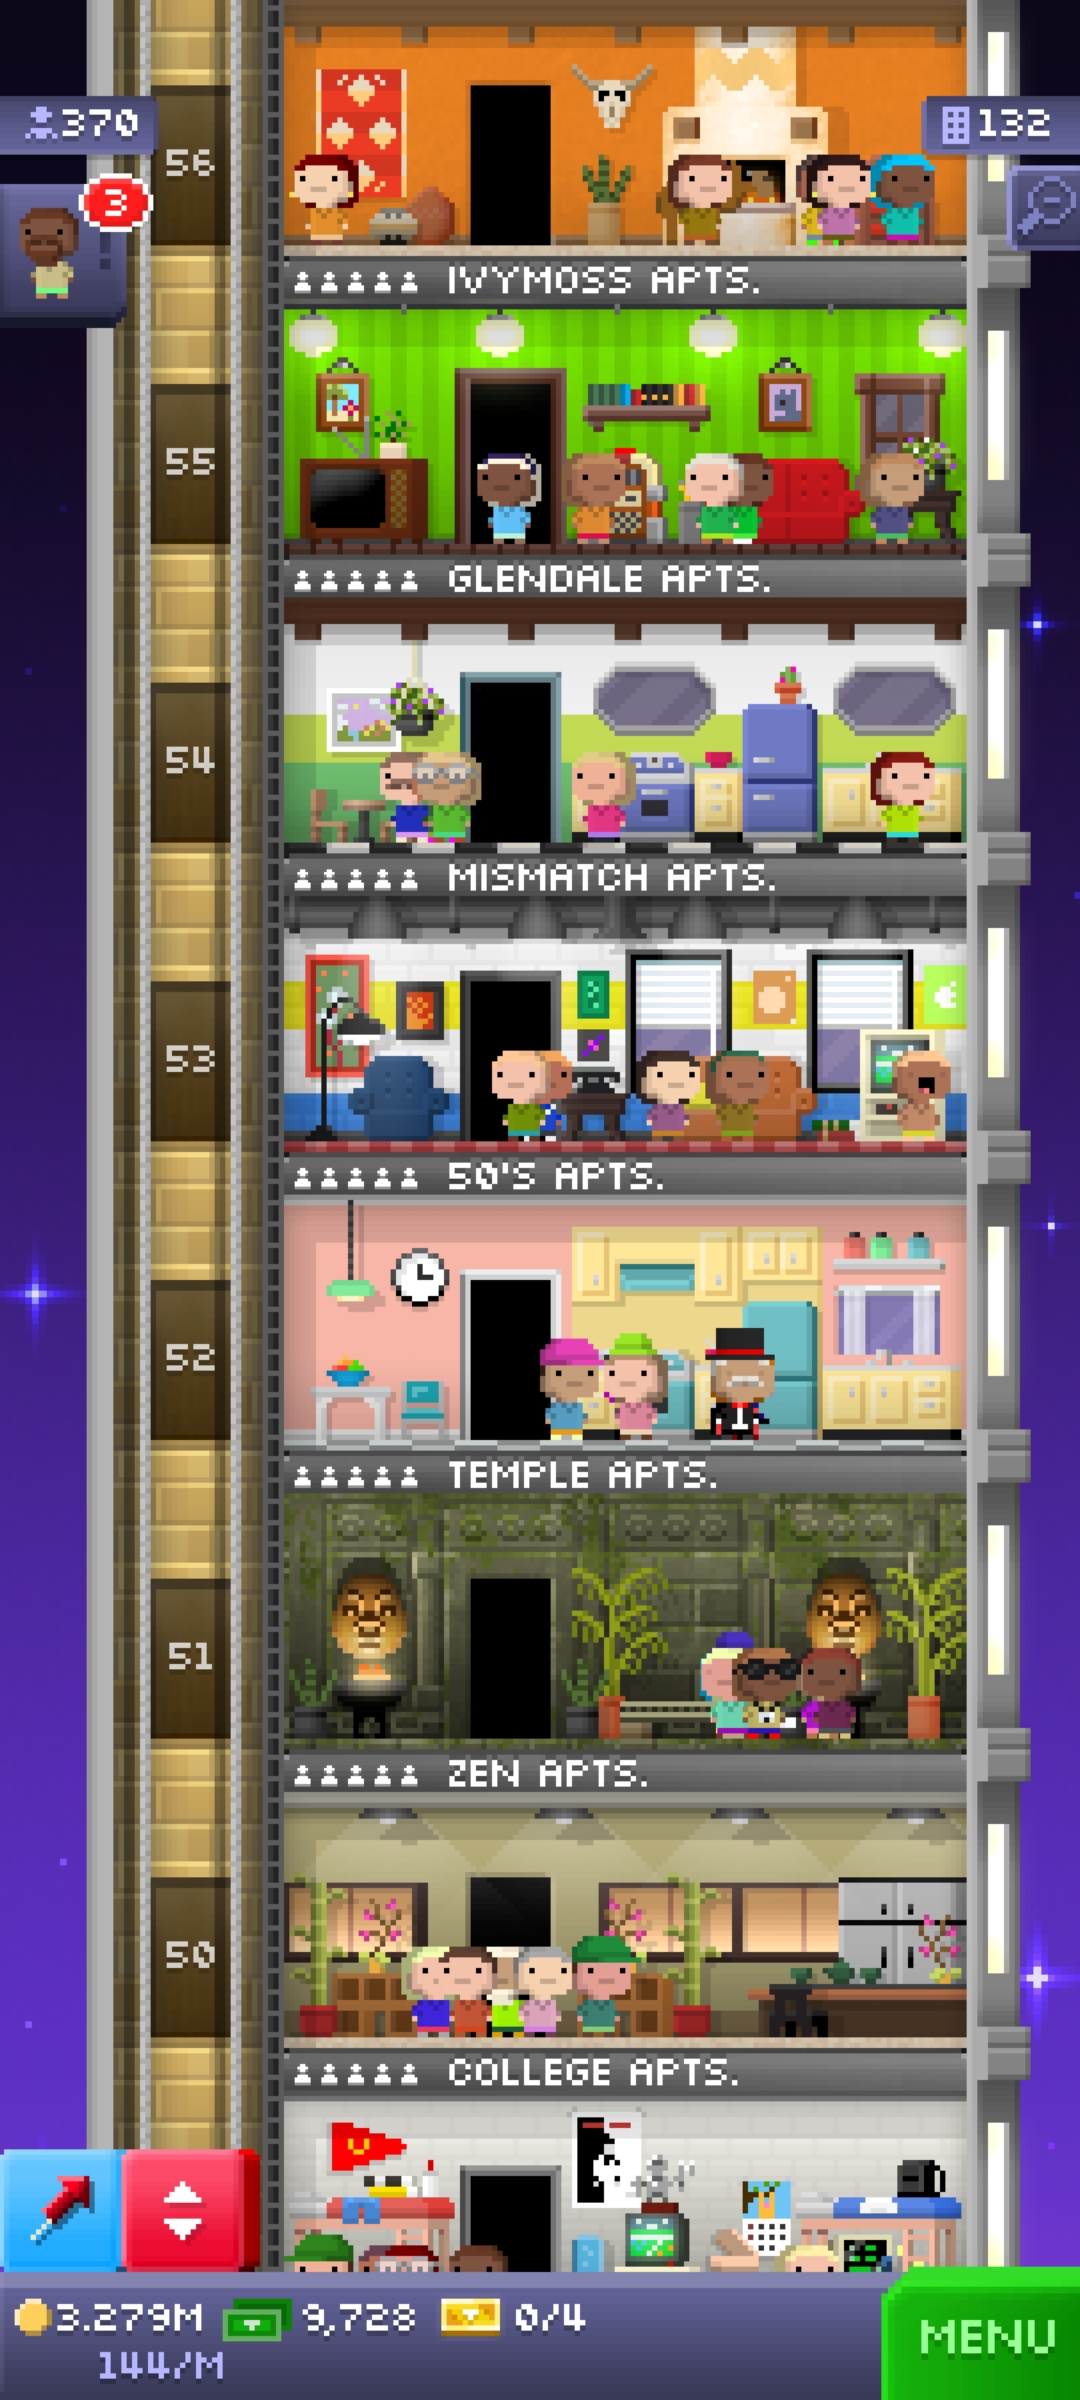 370
132
3
56
IVYMOSS APTS.
55
GLENDALE APTS.
54
MISMATCH APTS.
53
50'S APTS.
52
TEMPLE APTS.
51
ZEN APTS.
50
COLLEGE APTS.
3.279M 9,728 0/4
144/M
MENU